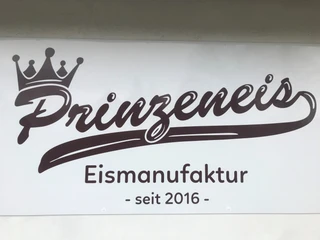 Prinzeneis
Eismanufaktur
- seit 2016 -